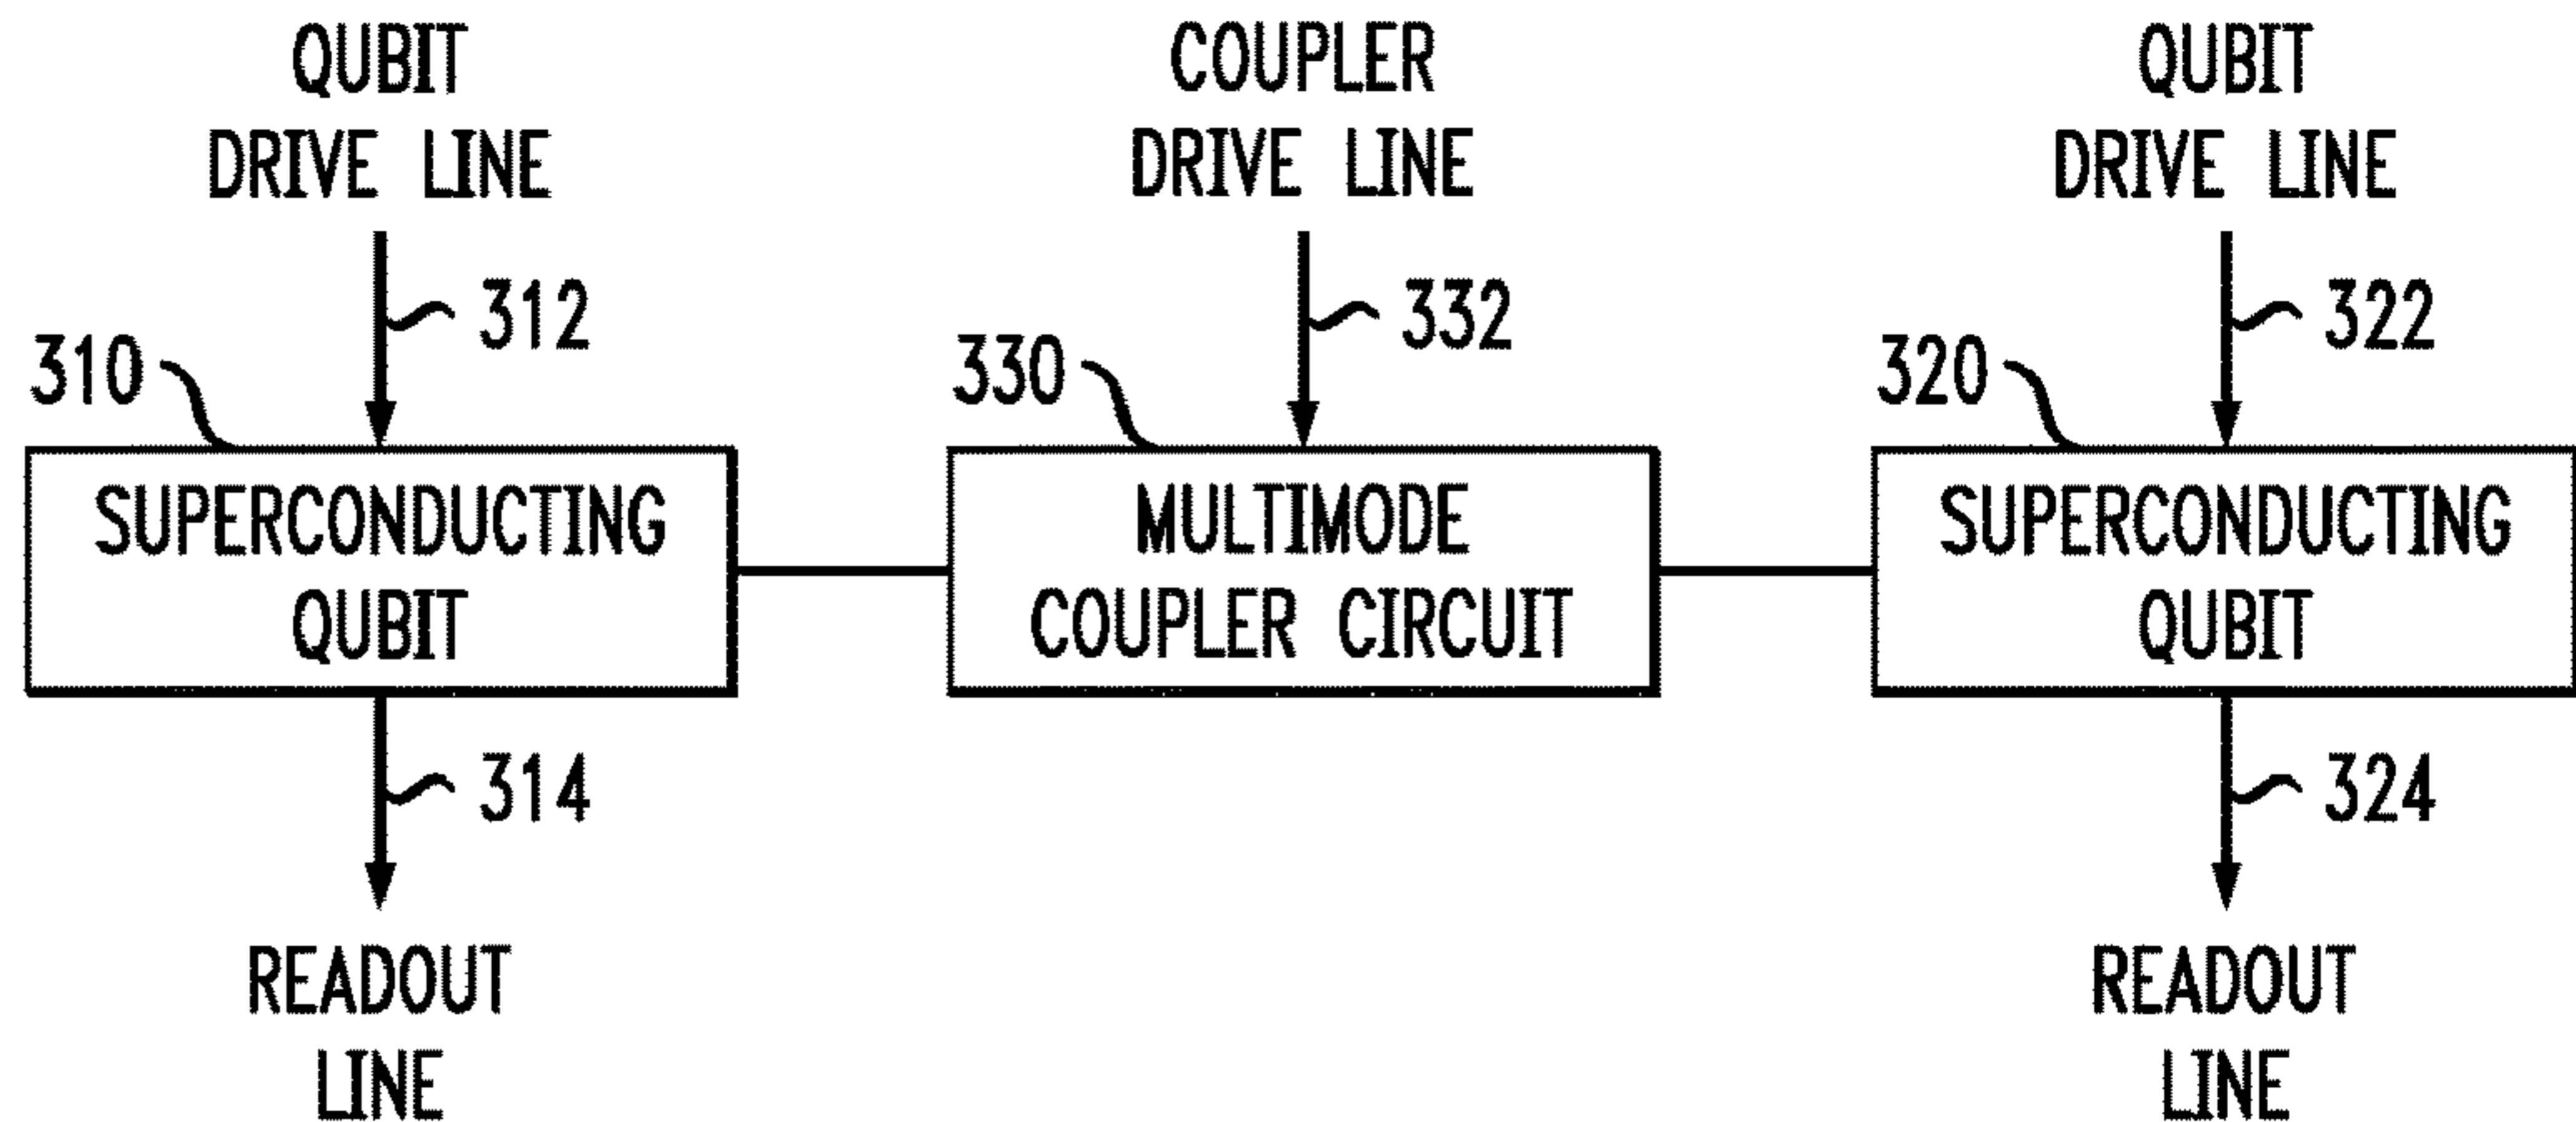 QUBIT
DRIVE LINE
COUPLER
DRIVE LINE
QUBIT
DRIVE LINE
312
332
322
310
330
320
SUPERCONDUCTING
QUBIT
MULTIMODE
COUPLER CIRCUIT
SUPERCONDUCTING
QUBIT
314
324
READOUT
LINE
READOUT
LINE